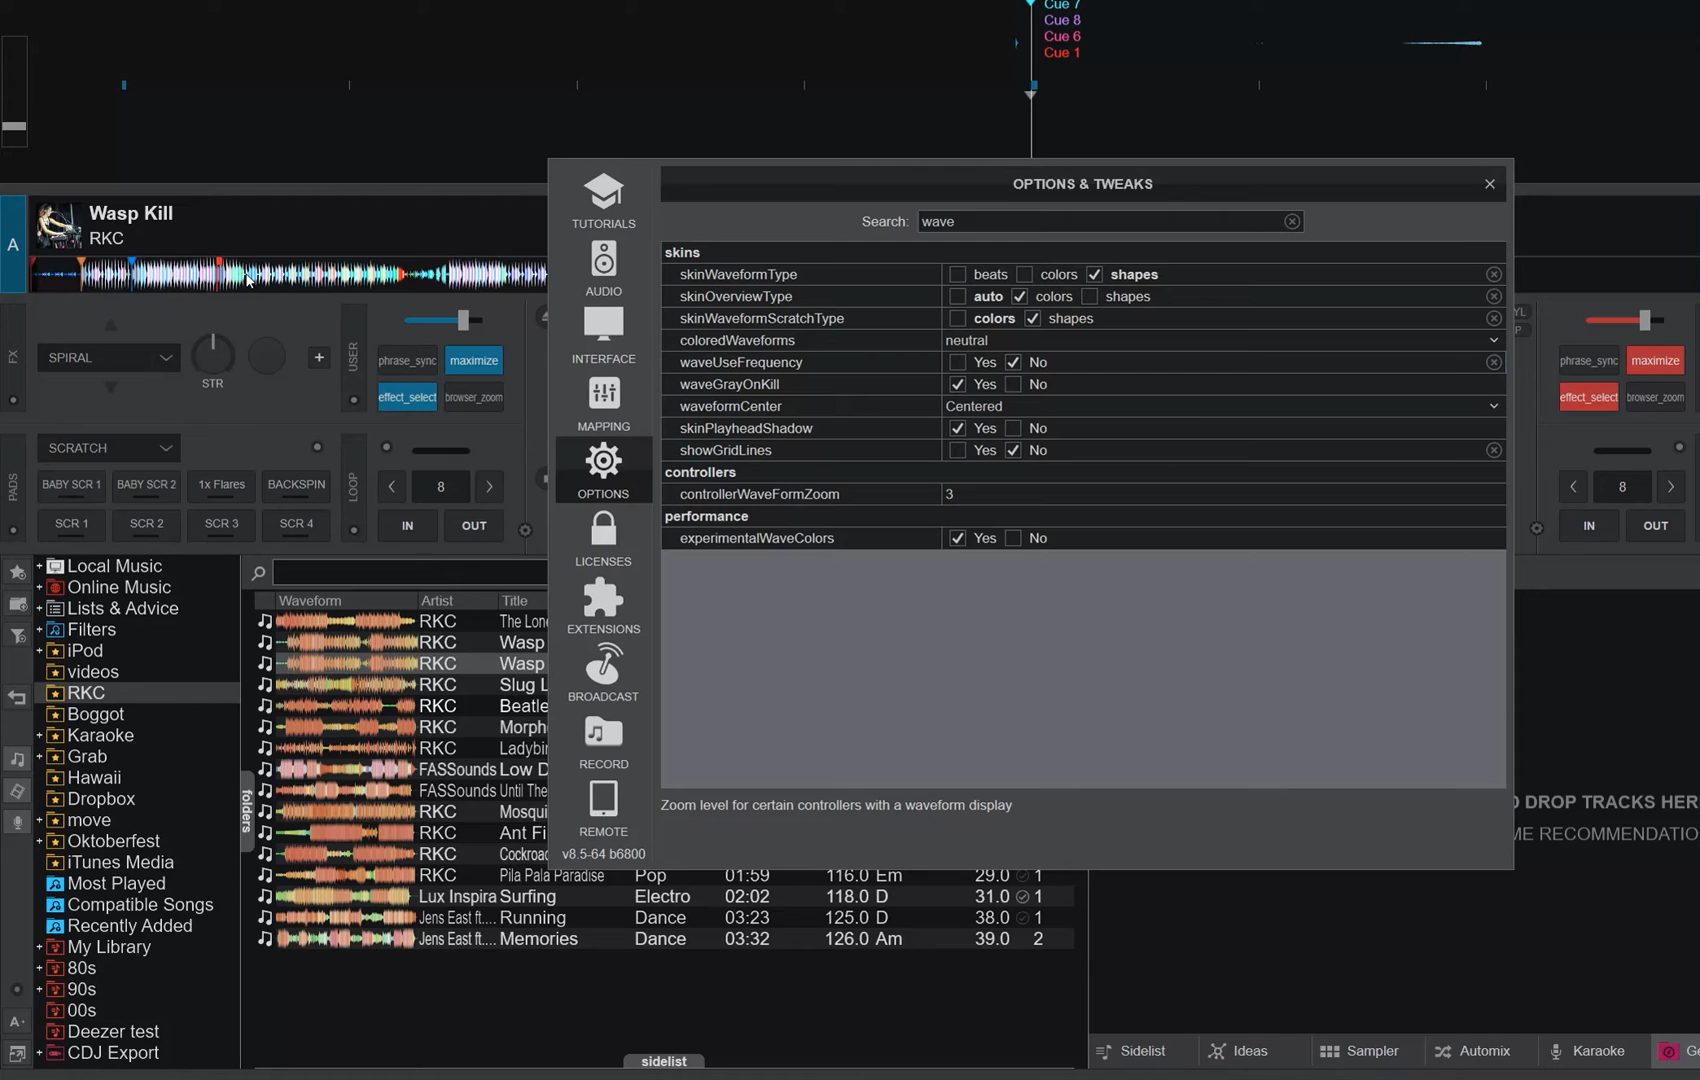 Cue 7
Cue 8
Cue 6
Cue 1
A
Wasp Kill
RKC
FX
SPIRAL
STR
+
USER
phrase_sync
maximize
effect_select
browser_zoom
PADS
SCRATCH
BABY SCR 1
BABY SCR 2
1x Flares
BACKSPIN
SCR 1
SCR 2
SCR 3
SCR 4
LOOP
8
IN
OUT
TUTORIALS
AUDIO
INTERFACE
MAPPING
OPTIONS
LICENSES
EXTENSIONS
BROADCAST
RECORD
REMOTE
v8.5-64 b6800
OPTIONS & TWEAKS
Search: wave
skins
skinWaveformType beats colors shapes
skinOverviewType auto colors shapes
skinWaveformScratchType colors shapes
coloredWaveforms neutral
waveUseFrequency Yes No
waveGrayOnKill Yes No
waveformCenter Centered
skinPlayheadShadow Yes No
showGridLines Yes No
controllers
controllerWaveFormZoom 3
performance
experimentalWaveColors Yes No
Zoom level for certain controllers with a waveform display
YL
P
phrase_sync
maximize
effect_select
browser_zoom
8
IN
OUT
Local Music
Online Music
Lists & Advice
Filters
iPod
videos
RKC
Boggot
Karaoke
Grab
Hawaii
Dropbox
move
Oktoberfest
iTunes Media
Most Played
Compatible Songs
Recently Added
My Library
80s
90s
00s
Deezer test
CDJ Export
folders
Waveform Artist Title
RKC The Lone
RKC Wasp
RKC Wasp
RKC Slug L
RKC Beatle
RKC Morph
RKC Ladybir
FASSounds Low D
FASSounds Until The
RKC Mosqui
RKC Ant Fi
RKC Cockroa
RKC Pila Pala Paradise Pop 01:59 116.0 Em 29.0 1
Lux Inspira Surfing Electro 02:02 118.0 D 31.0 1
Jens East ft.... Running Dance 03:23 125.0 D 38.0 1
Jens East ft.... Memories Dance 03:32 126.0 Am 39.0 2
sidelist
D DROP TRACKS HER
ME RECOMMENDATIO
Sidelist
Ideas
Sampler
Automix
Karaoke
Ge
A